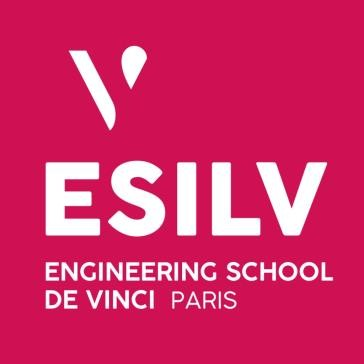 ESILV
ENGINEERING SCHOOL
DE VINCI PARIS